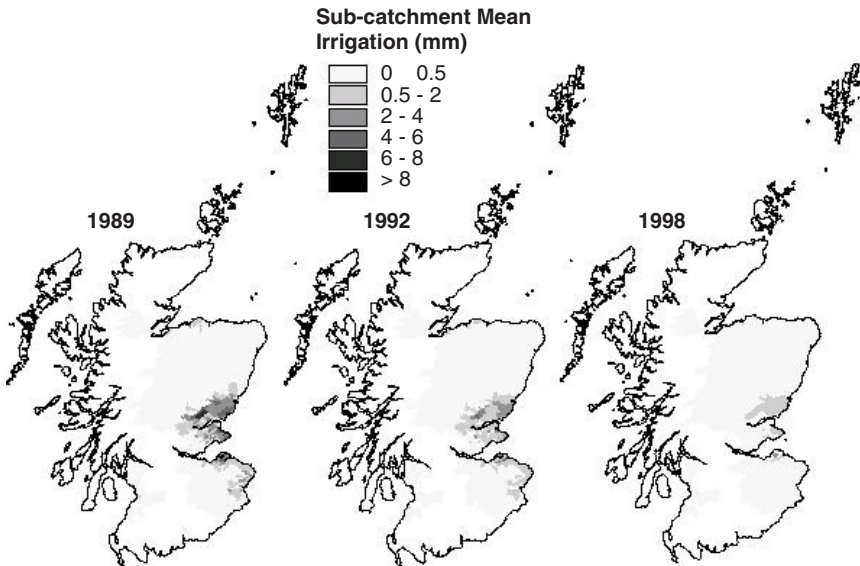 Sub-catchment Mean
Irrigation (mm)
0 0.5
0.5 - 2
2 - 4
4 - 6
6 - 8
> 8
1989
1992
1998